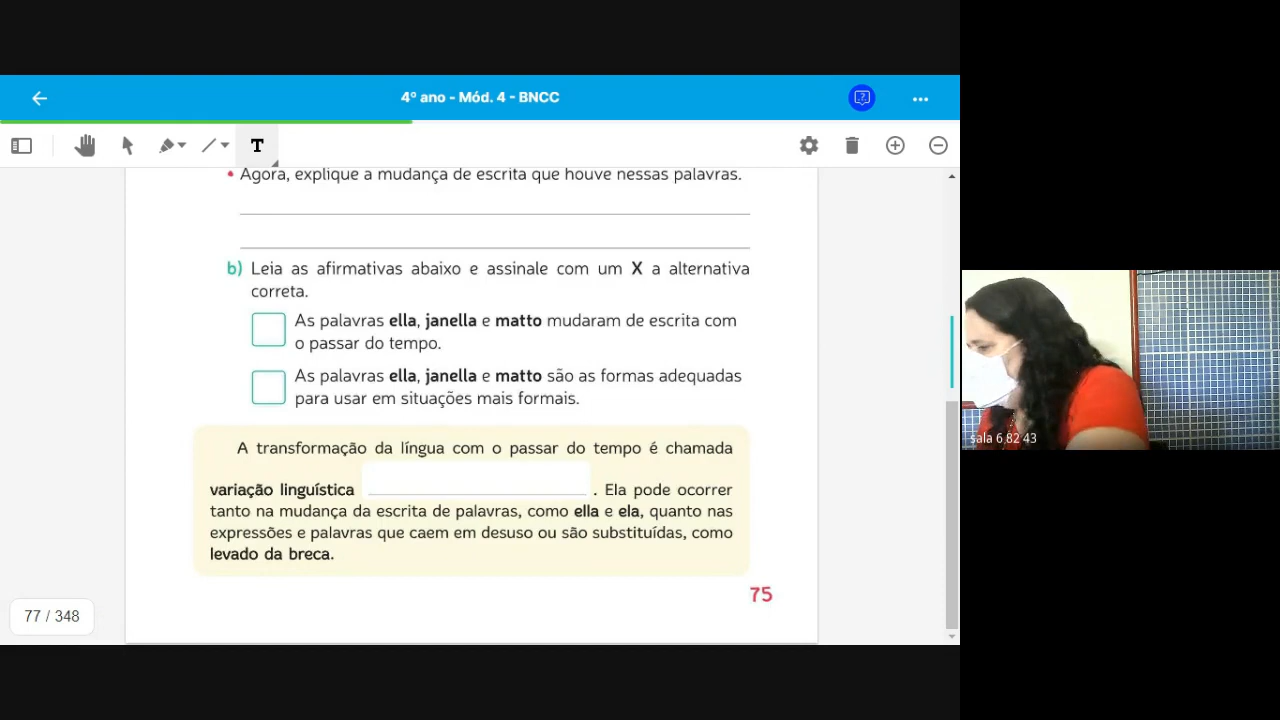 4º ano - Mód. 4 - BNCC
T
• Agora, explique a mudança de escrita que houve nessas palavras.
b) Leia as afirmativas abaixo e assinale com um X a alternativa
correta.
As palavras ella, janella e matto mudaram de escrita com
o passar do tempo.
As palavras ella, janella e matto são as formas adequadas
para usar em situações mais formais.
A transformação da língua com o passar do tempo é chamada
variação linguística ____________________ . Ela pode ocorrer
tanto na mudança da escrita de palavras, como ella e ela, quanto nas
expressões e palavras que caem em desuso ou são substituídas, como
levado da breca.
75
77 / 348
sala 6 82 43